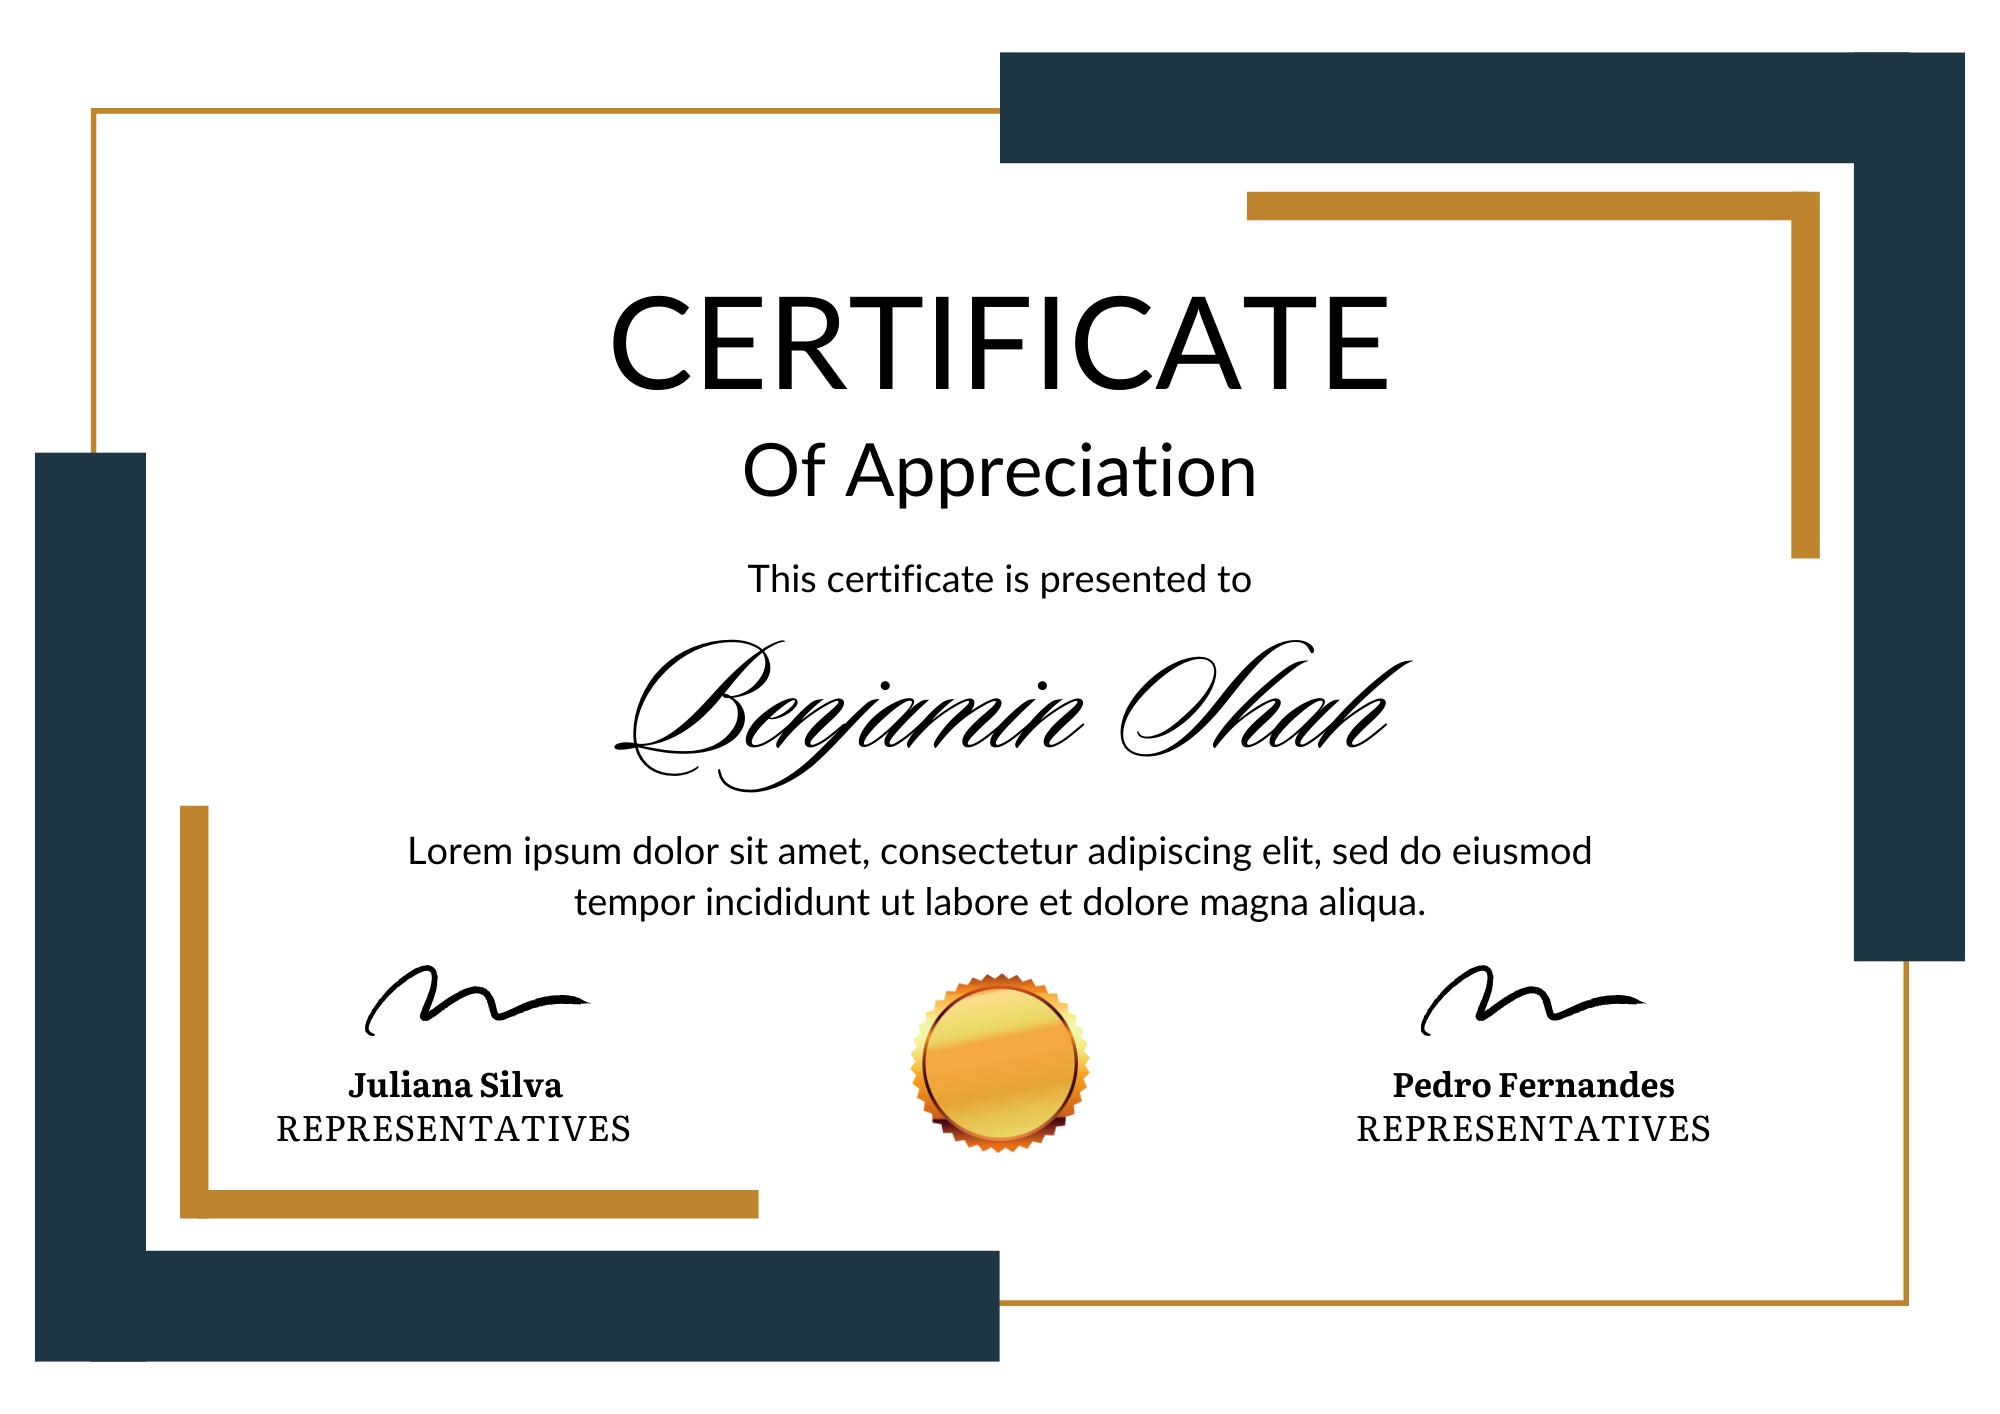 CERTIFICATE
Of Appreciation
This certificate is presented to
Benjamin Shah
Lorem ipsum dolor sit amet, consectetur adipiscing elit, sed do eiusmod
tempor incididunt ut labore et dolore magna aliqua.
Juliana Silva
REPRESENTATIVES
Pedro Fernandes
REPRESENTATIVES